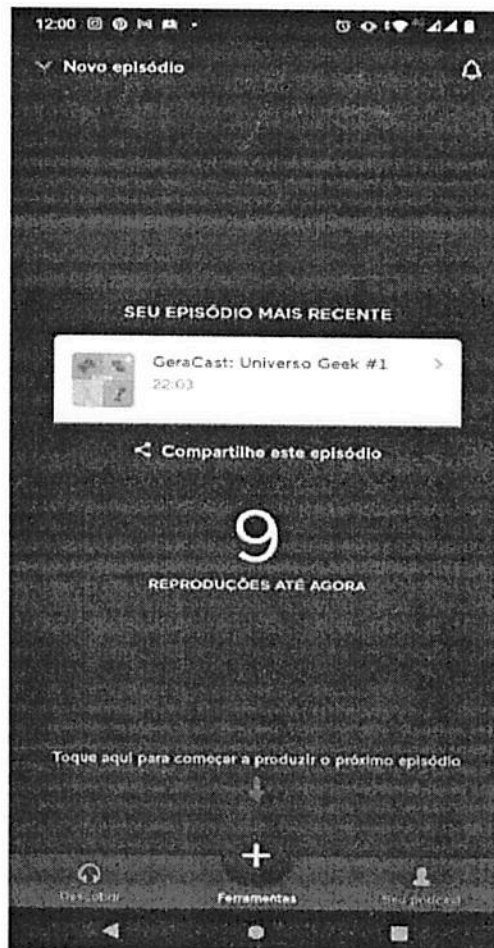 12:00
Novo episódio
SEU EPISÓDIO MAIS RECENTE
GeraCast: Universo Geek #1
22:03
Compartilhe este episódio
9
REPRODUÇÕES ATÉ AGORA
Toque aqui para começar a produzir o próximo episódio
+
Descobrir
Ferramentas
Seu podcast